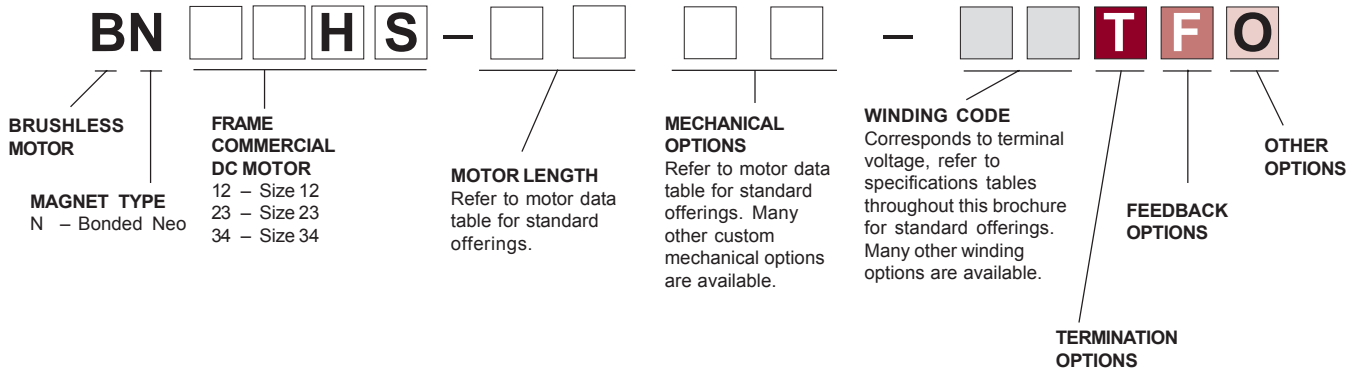 BN HS – – TFO
BRUSHLESS
MOTOR
MAGNET TYPE
N – Bonded Neo
FRAME
COMMERCIAL
DC MOTOR
12 – Size 12
23 – Size 23
34 – Size 34
MOTOR LENGTH
Refer to motor data
table for standard
offerings.
MECHANICAL
OPTIONS
Refer to motor data
table for standard
offerings. Many
other custom
mechanical options
are available.
WINDING CODE
Corresponds to terminal
voltage, refer to
specifications tables
throughout this brochure
for standard offerings.
Many other winding
options are available.
TERMINATION
OPTIONS
FEEDBACK
OPTIONS
OTHER
OPTIONS